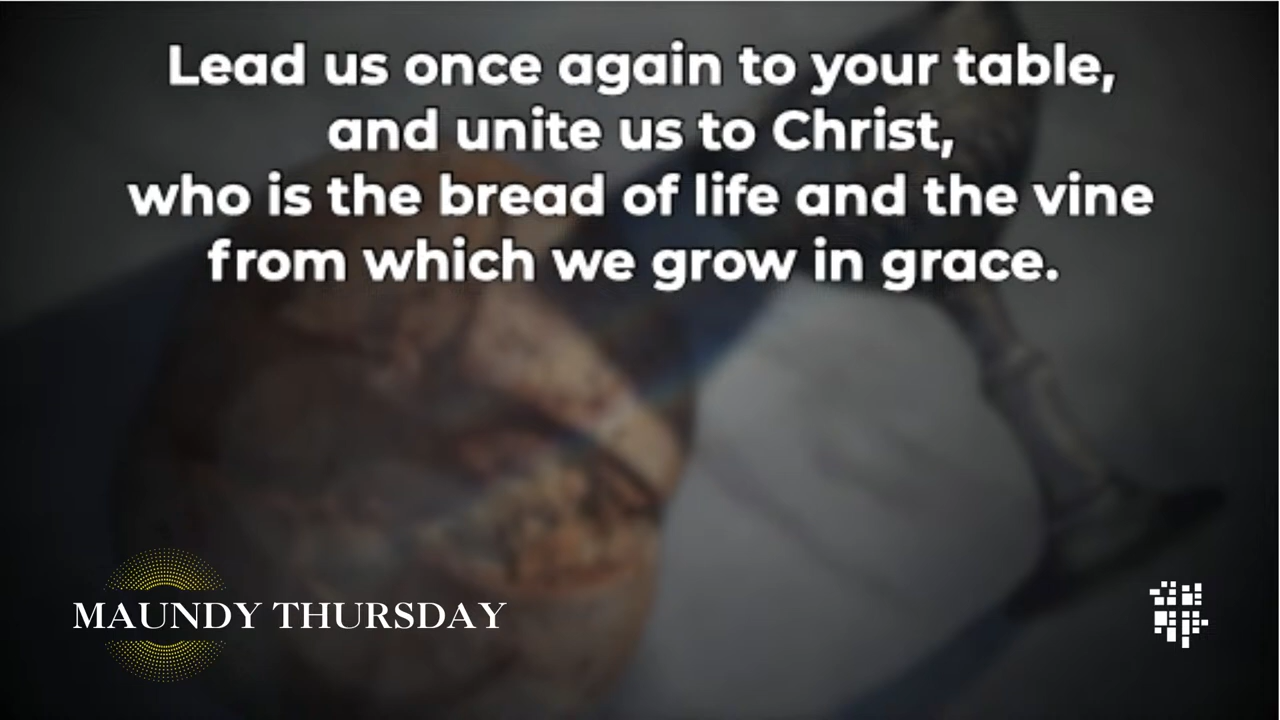 Lead us once again to your table,
and unite us to Christ,
who is the bread of life and the vine
from which we grow in grace.
MAUNDY THURSDAY